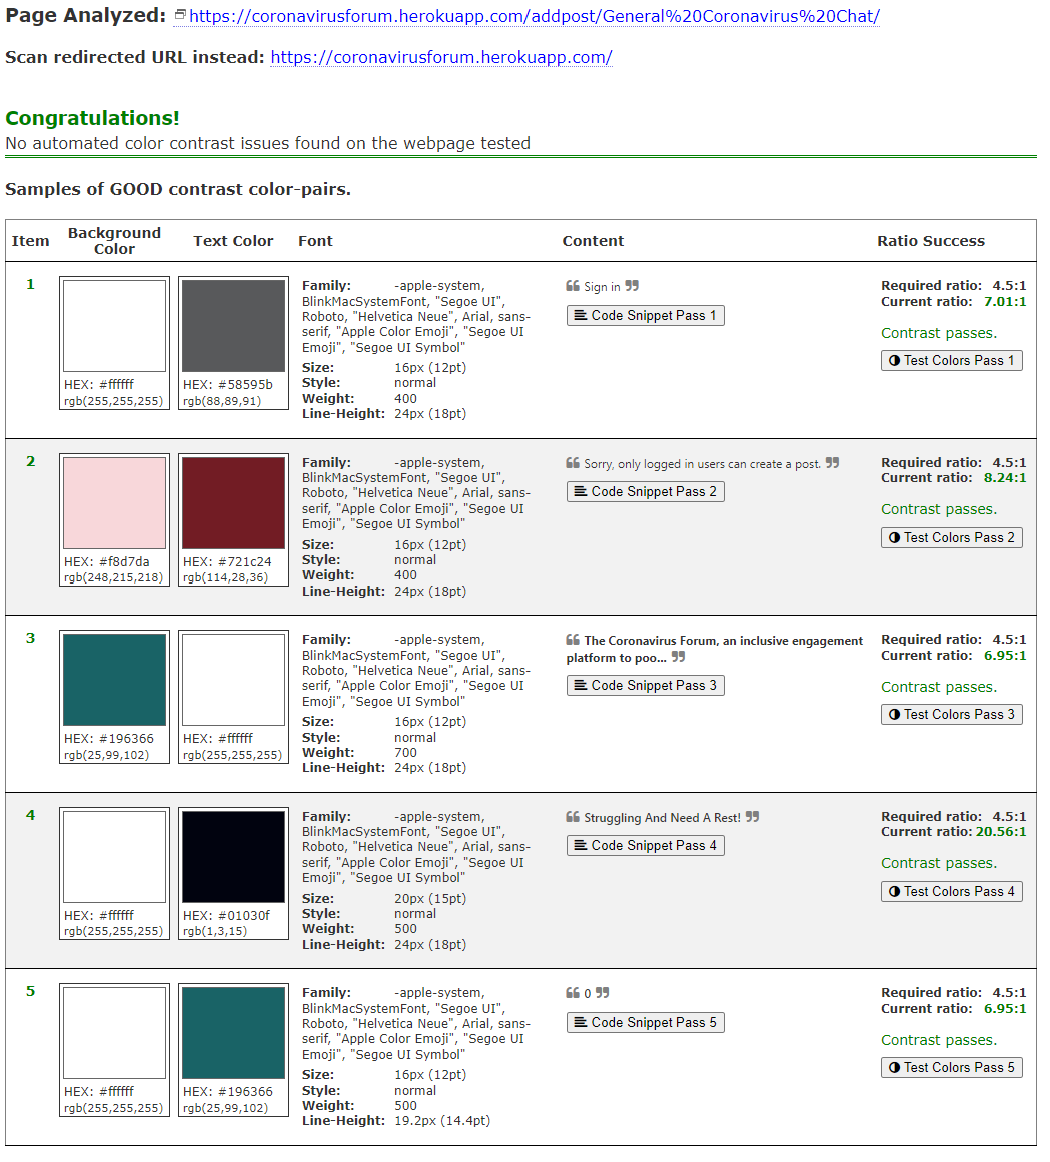 Page Analyzed: https://coronavirusforum.herokuapp.com/addpost/General%20Coronavirus%20Chat/
Scan redirected URL instead: https://coronavirusforum.herokuapp.com/
Congratulations!
No automated color contrast issues found on the webpage tested
Samples of GOOD contrast color-pairs.
Item Background Color Text Color Font Content Ratio Success
1
HEX: #ffffff
rgb(255,255,255)
HEX: #58595b
rgb(88,89,91)
Family: -apple-system,
BlinkMacSystemFont, "Segoe UI",
Roboto, "Helvetica Neue", Arial, sans-
serif, "Apple Color Emoji", "Segoe UI
Emoji", "Segoe UI Symbol"
Size: 16px (12pt)
Style: normal
Weight: 400
Line-Height: 24px (18pt)
❝ Sign in ❞
Code Snippet Pass 1
Required ratio: 4.5:1
Current ratio: 7.01:1
Contrast passes.
Test Colors Pass 1
2
HEX: #f8d7da
rgb(248,215,218)
HEX: #721c24
rgb(114,28,36)
Family: -apple-system,
BlinkMacSystemFont, "Segoe UI",
Roboto, "Helvetica Neue", Arial, sans-
serif, "Apple Color Emoji", "Segoe UI
Emoji", "Segoe UI Symbol"
Size: 16px (12pt)
Style: normal
Weight: 400
Line-Height: 24px (18pt)
❝ Sorry, only logged in users can create a post. ❞
Code Snippet Pass 2
Required ratio: 4.5:1
Current ratio: 8.24:1
Contrast passes.
Test Colors Pass 2
3
HEX: #196366
rgb(25,99,102)
HEX: #ffffff
rgb(255,255,255)
Family: -apple-system,
BlinkMacSystemFont, "Segoe UI",
Roboto, "Helvetica Neue", Arial, sans-
serif, "Apple Color Emoji", "Segoe UI
Emoji", "Segoe UI Symbol"
Size: 16px (12pt)
Style: normal
Weight: 700
Line-Height: 24px (18pt)
❝ The Coronavirus Forum, an inclusive engagement
platform to poo... ❞
Code Snippet Pass 3
Required ratio: 4.5:1
Current ratio: 6.95:1
Contrast passes.
Test Colors Pass 3
4
HEX: #ffffff
rgb(255,255,255)
HEX: #01030f
rgb(1,3,15)
Family: -apple-system,
BlinkMacSystemFont, "Segoe UI",
Roboto, "Helvetica Neue", Arial, sans-
serif, "Apple Color Emoji", "Segoe UI
Emoji", "Segoe UI Symbol"
Size: 20px (15pt)
Style: normal
Weight: 500
Line-Height: 24px (18pt)
❝ Struggling And Need A Rest! ❞
Code Snippet Pass 4
Required ratio: 4.5:1
Current ratio: 20.56:1
Contrast passes.
Test Colors Pass 4
5
HEX: #ffffff
rgb(255,255,255)
HEX: #196366
rgb(25,99,102)
Family: -apple-system,
BlinkMacSystemFont, "Segoe UI",
Roboto, "Helvetica Neue", Arial, sans-
serif, "Apple Color Emoji", "Segoe UI
Emoji", "Segoe UI Symbol"
Size: 16px (12pt)
Style: normal
Weight: 500
Line-Height: 19.2px (14.4pt)
❝ 0 ❞
Code Snippet Pass 5
Required ratio: 4.5:1
Current ratio: 6.95:1
Contrast passes.
Test Colors Pass 5